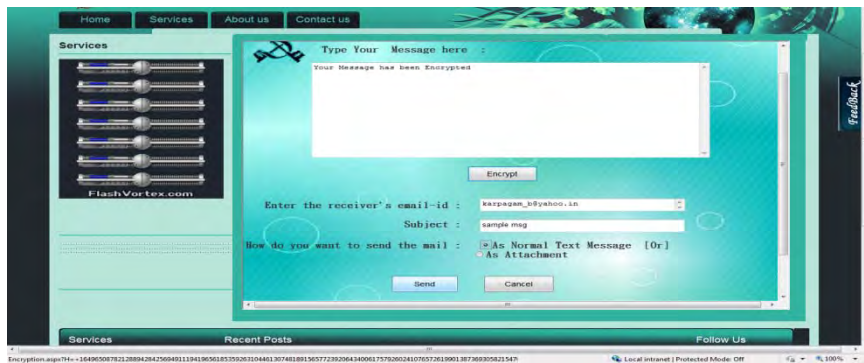 Home Services About us Contact us
Services
Type Your Message here :
Your Message has been Encrypted
FeedBack
Encrypt
FlashVortex.com
Enter the receiver's email-id : karpagam_b@yahoo.in
Subject : sample msg
How do you want to send the mail : As Normal Text Message [Or]
As Attachment
Send Cancel
Services Recent Posts Follow Us
Local intranet | Protected Mode: Off 100%